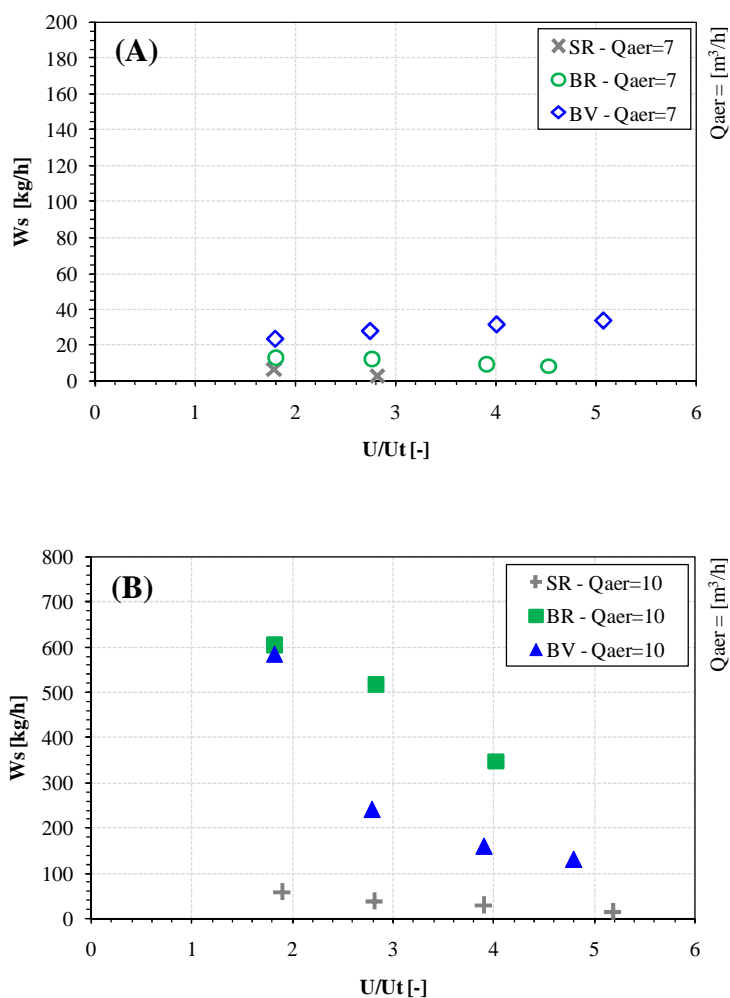 (A)
SR - Qaer=7
BR - Qaer=7
BV - Qaer=7
Qaer = [m³/h]
Ws [kg/h]
200
180
160
140
120
100
80
60
40
20
0
0 1 2 3 4 5 6
U/Ut [-]
(B)
SR - Qaer=10
BR - Qaer=10
BV - Qaer=10
Qaer = [m³/h]
Ws [kg/h]
800
700
600
500
400
300
200
100
0
0 1 2 3 4 5 6
U/Ut [-]